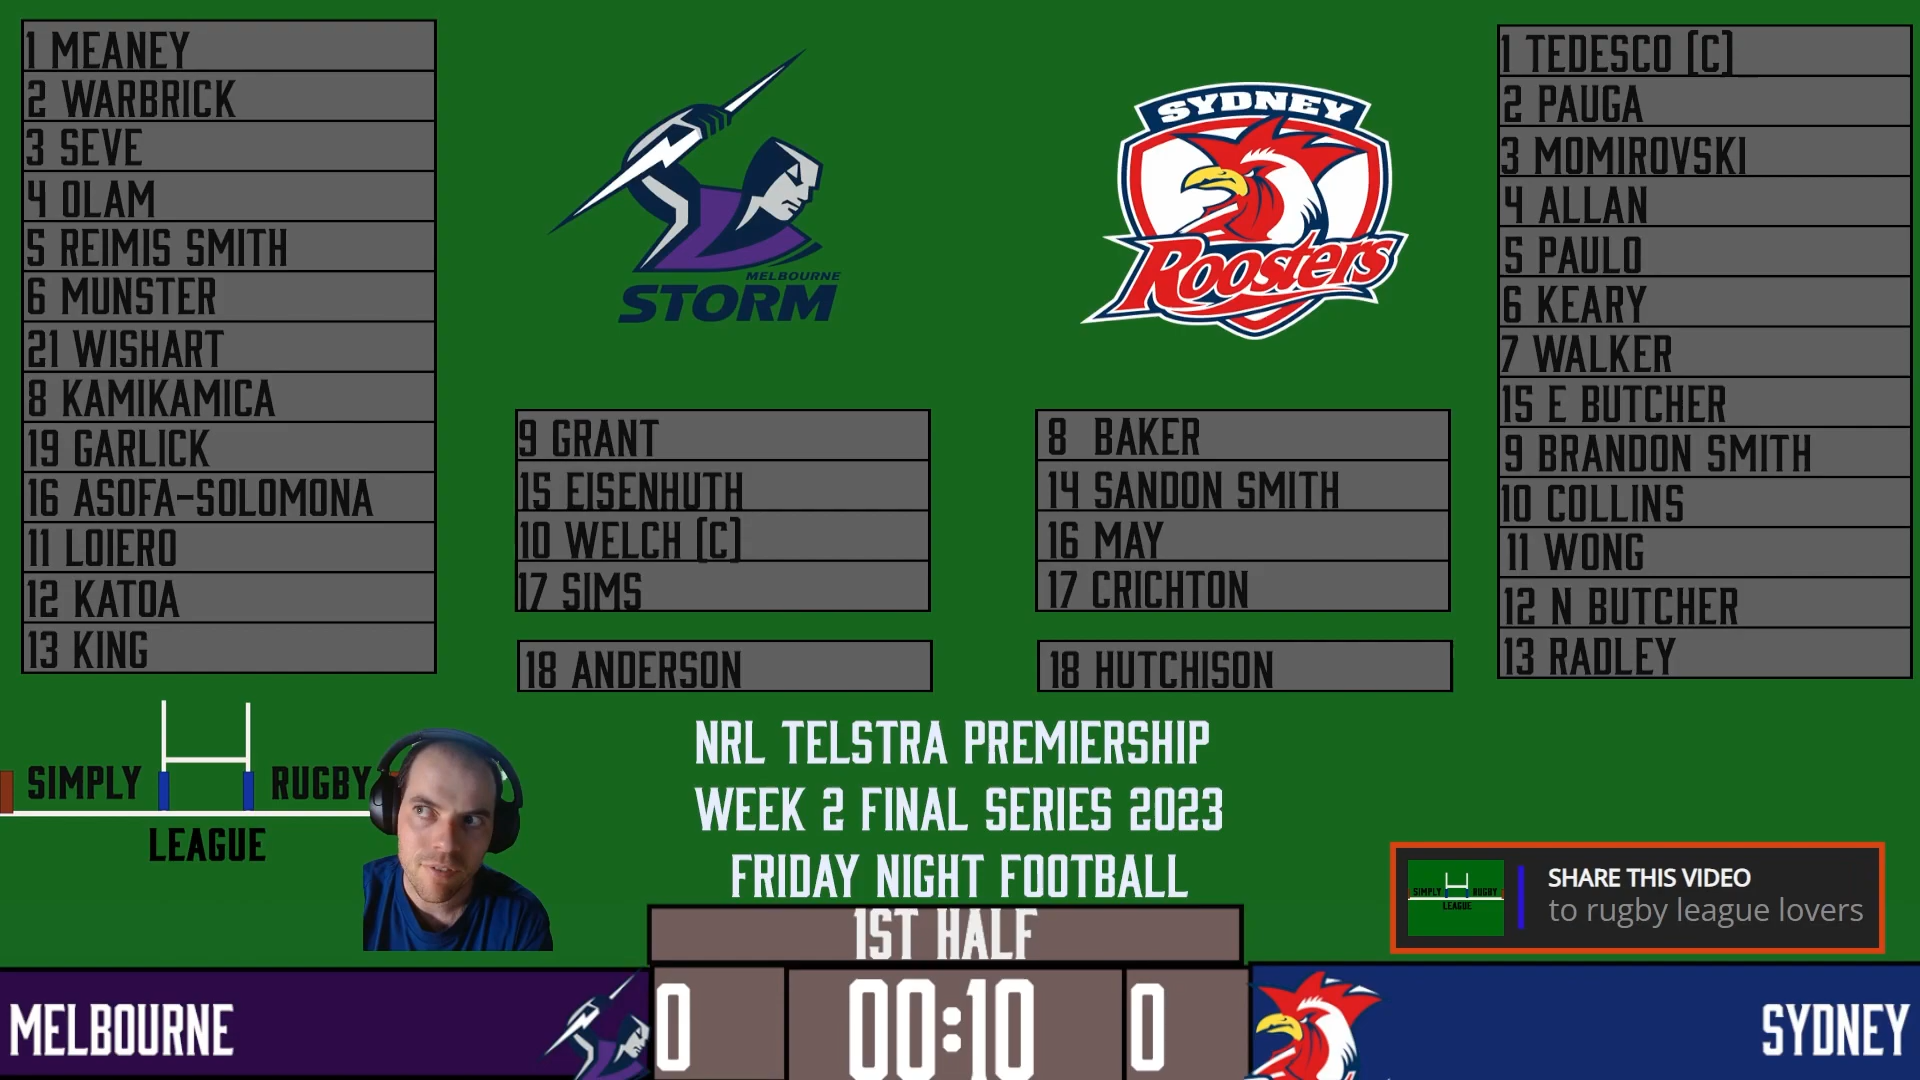 1 MEANEY
2 WARBRICK
3 SEVE
4 OLAM
5 REIMIS SMITH
6 MUNSTER
21 WISHART
8 KAMIKAMICA
19 GARLICK
16 ASOFA-SOLOMONA
11 LOIERO
12 KATOA
13 KING
MELBOURNE
STORM
SYDNEY
Roosters
9 GRANT
15 EISENHUTH
10 WELCH (C)
17 SIMS
18 ANDERSON
8 BAKER
14 SANDON SMITH
16 MAY
17 CRICHTON
18 HUTCHISON
1 TEDESCO (C)
2 PAUGA
3 MOMIROVSKI
4 ALLAN
5 PAULO
6 KEARY
7 WALKER
15 E BUTCHER
9 BRANDON SMITH
10 COLLINS
11 WONG
12 N BUTCHER
13 RADLEY
SIMPLY RUGBY
LEAGUE
NRL TELSTRA PREMIERSHIP
WEEK 2 FINAL SERIES 2023
FRIDAY NIGHT FOOTBALL
SIMPLY RUGBY
LEAGUE
SHARE THIS VIDEO
to rugby league lovers
1ST HALF
MELBOURNE 0 00:10 0 SYDNEY